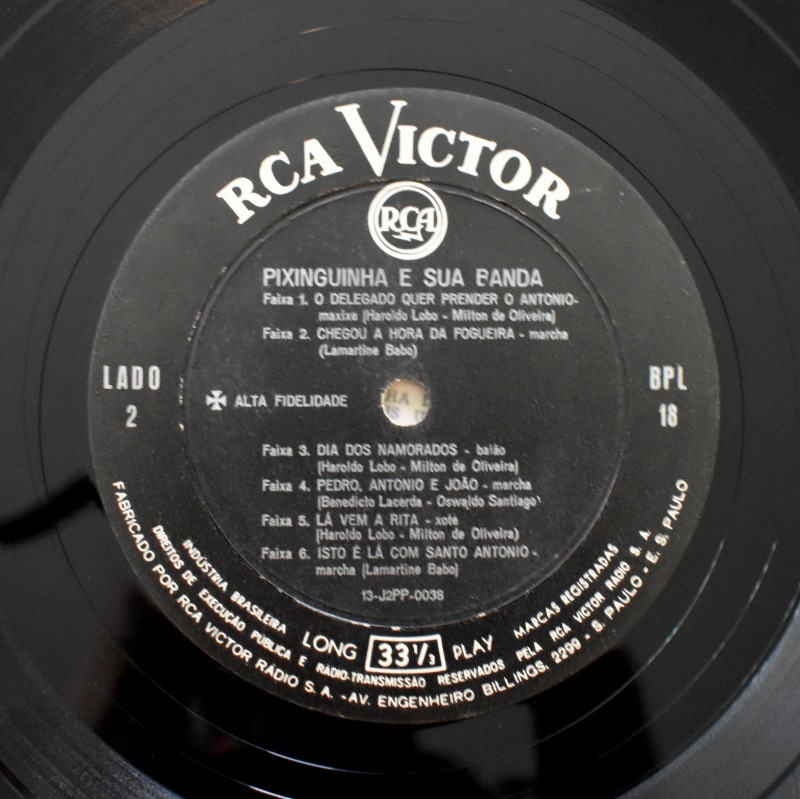 RCA VICTOR
RCA
PIXINGUINHA E SUA BANDA
Faixa 1. O DELEGADO QUER PRENDER O ANTONIO-
maxixe (Haroldo Lobo - Milton de Oliveira)
Faixa 2. CHEGOU A HORA DA FOGUEIRA - marcha
(Lamartine Babo)
LADO
2
ALTA FIDELIDADE
BPL
18
Faixa 3. DIA DOS NAMORADOS - baião
(Haroldo Lobo - Milton de Oliveira)
Faixa 4. PEDRO, ANTONIO E JOÃO - marcha
(Benedicto Lacerda - Oswaldo Santiago)
Faixa 5. LÁ VEM A RITA - xote
(Haroldo Lobo - Milton de Oliveira)
Faixa 6. ISTO É LÁ COM SANTO ANTONIO -
marcha (Lamartine Babo)
13-J2PP-0038
LONG 33 1/3 PLAY
INDÚSTRIA BRASILEIRA
MARCAS REGISTRADAS
DIREITOS DE EXECUÇÃO PÚBLICA E RÁDIO-TRANSMISSÃO RESERVADOS PELA RCA VICTOR RÁDIO S. A.
FABRICADO POR RCA VICTOR RÁDIO S. A. - AV. ENGENHEIRO BILLINGS, 2299 - S. PAULO - E. S. PAULO